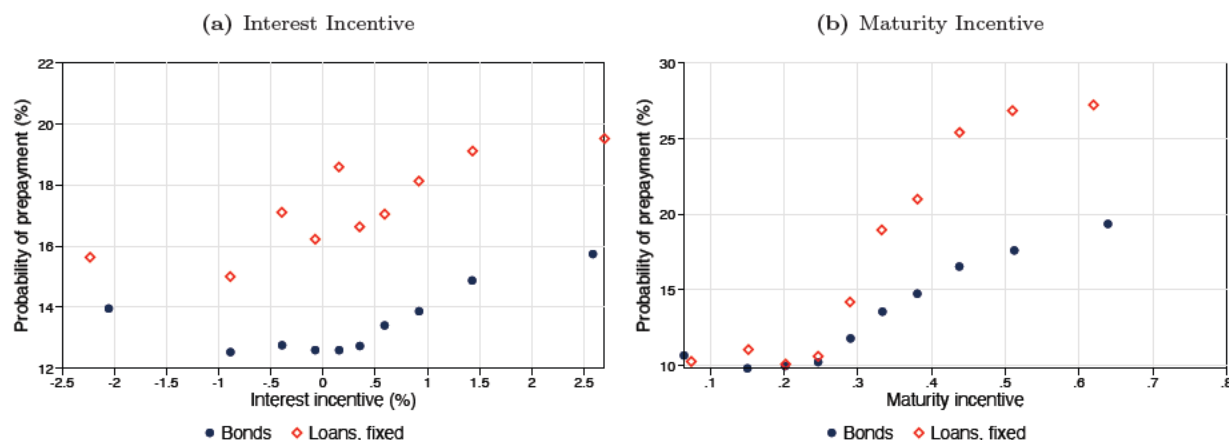 (a) Interest Incentive
Probability of prepayment (%)
22
20
18
16
14
12
-2.5 -2 -1.5 -1 -.5 0 .5 1 1.5 2 2.5
Interest incentive (%)
Bonds Loans, fixed
(b) Maturity Incentive
Probability of prepayment (%)
30
25
20
15
10
.1 .2 .3 .4 .5 .6 .7 .8
Maturity incentive
Bonds Loans, fixed